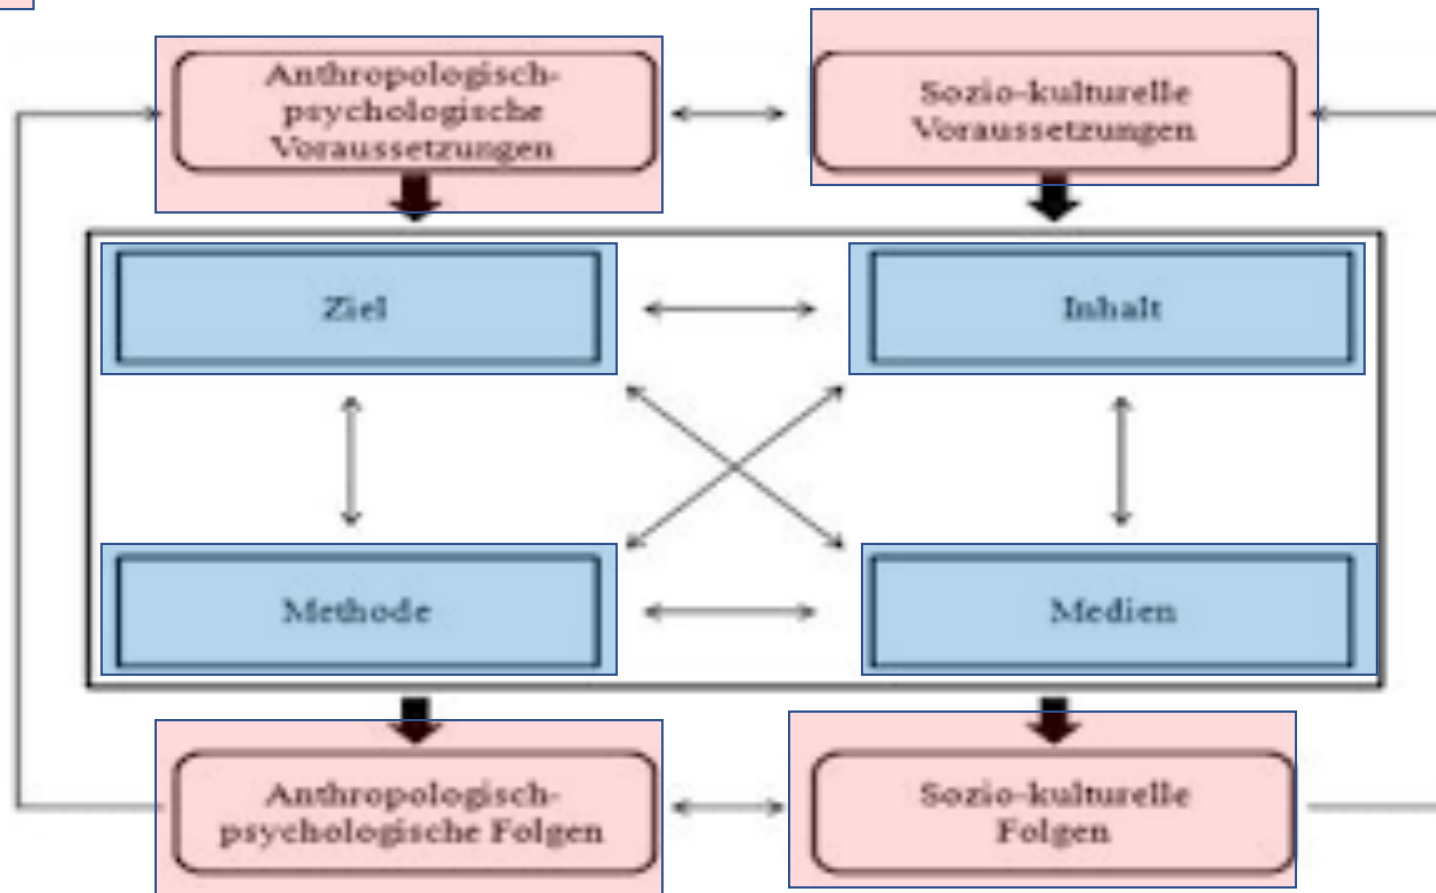 Anthropologisch-
psychologische
Voraussetzungen
Sozio-kulturelle
Voraussetzungen
Ziel
Inhalt
Methode
Medien
Anthropologisch-
psychologische Folgen
Sozio-kulturelle
Folgen